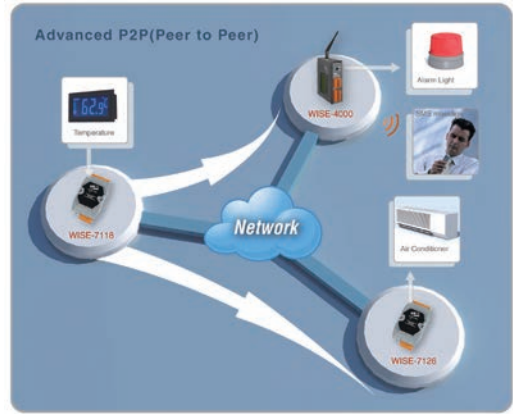 Advanced P2P(Peer to Peer)
Temperature
WISE-7118
WISE-4000
Alarm Light
Network
Air Conditioner
WISE-7126